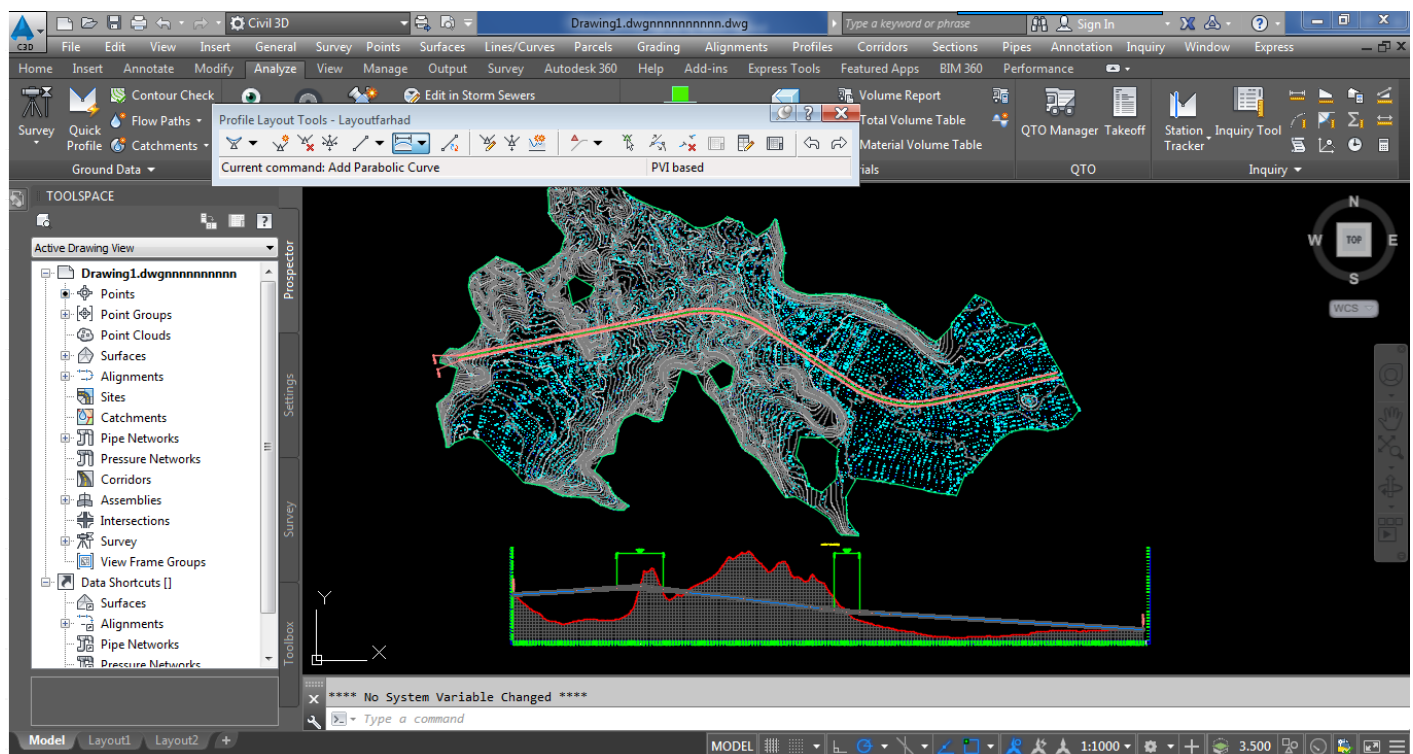 Civil 3D
Drawing1.dwgnnnnnnnnnn.dwg
Type a keyword or phrase
Sign In
C3D
File Edit View Insert General Survey Points Surfaces Lines/Curves Parcels Grading Alignments Profiles Corridors Sections Pipes Annotation Inquiry Window Express
Home Insert Annotate Modify Analyze View Manage Output Survey Autodesk 360 Help Add-ins Express Tools Featured Apps BIM 360 Performance
Survey
Quick Profile
Contour Check
Flow Paths
Catchments
Ground Data
Edit in Storm Sewers
Profile Layout Tools - Layoutfarhad
Current command: Add Parabolic Curve
PVI based
Volume Report
Total Volume Table
Material Volume Table
rials
QTO Manager
Takeoff
QTO
Station Tracker
Inquiry Tool
Inquiry
TOOLSPACE
Active Drawing View
Drawing1.dwgnnnnnnnnnn
Points
Point Groups
Point Clouds
Surfaces
Alignments
Sites
Catchments
Pipe Networks
Pressure Networks
Corridors
Assemblies
Intersections
Survey
View Frame Groups
Data Shortcuts []
Surfaces
Alignments
Pipe Networks
Pressure Networks
Prospector
Settings
Survey
Toolbox
N
W
TOP
E
S
WCS
Y
X
**** No System Variable Changed ****
Type a command
Model Layout1 Layout2 +
MODEL
1:1000
3.500